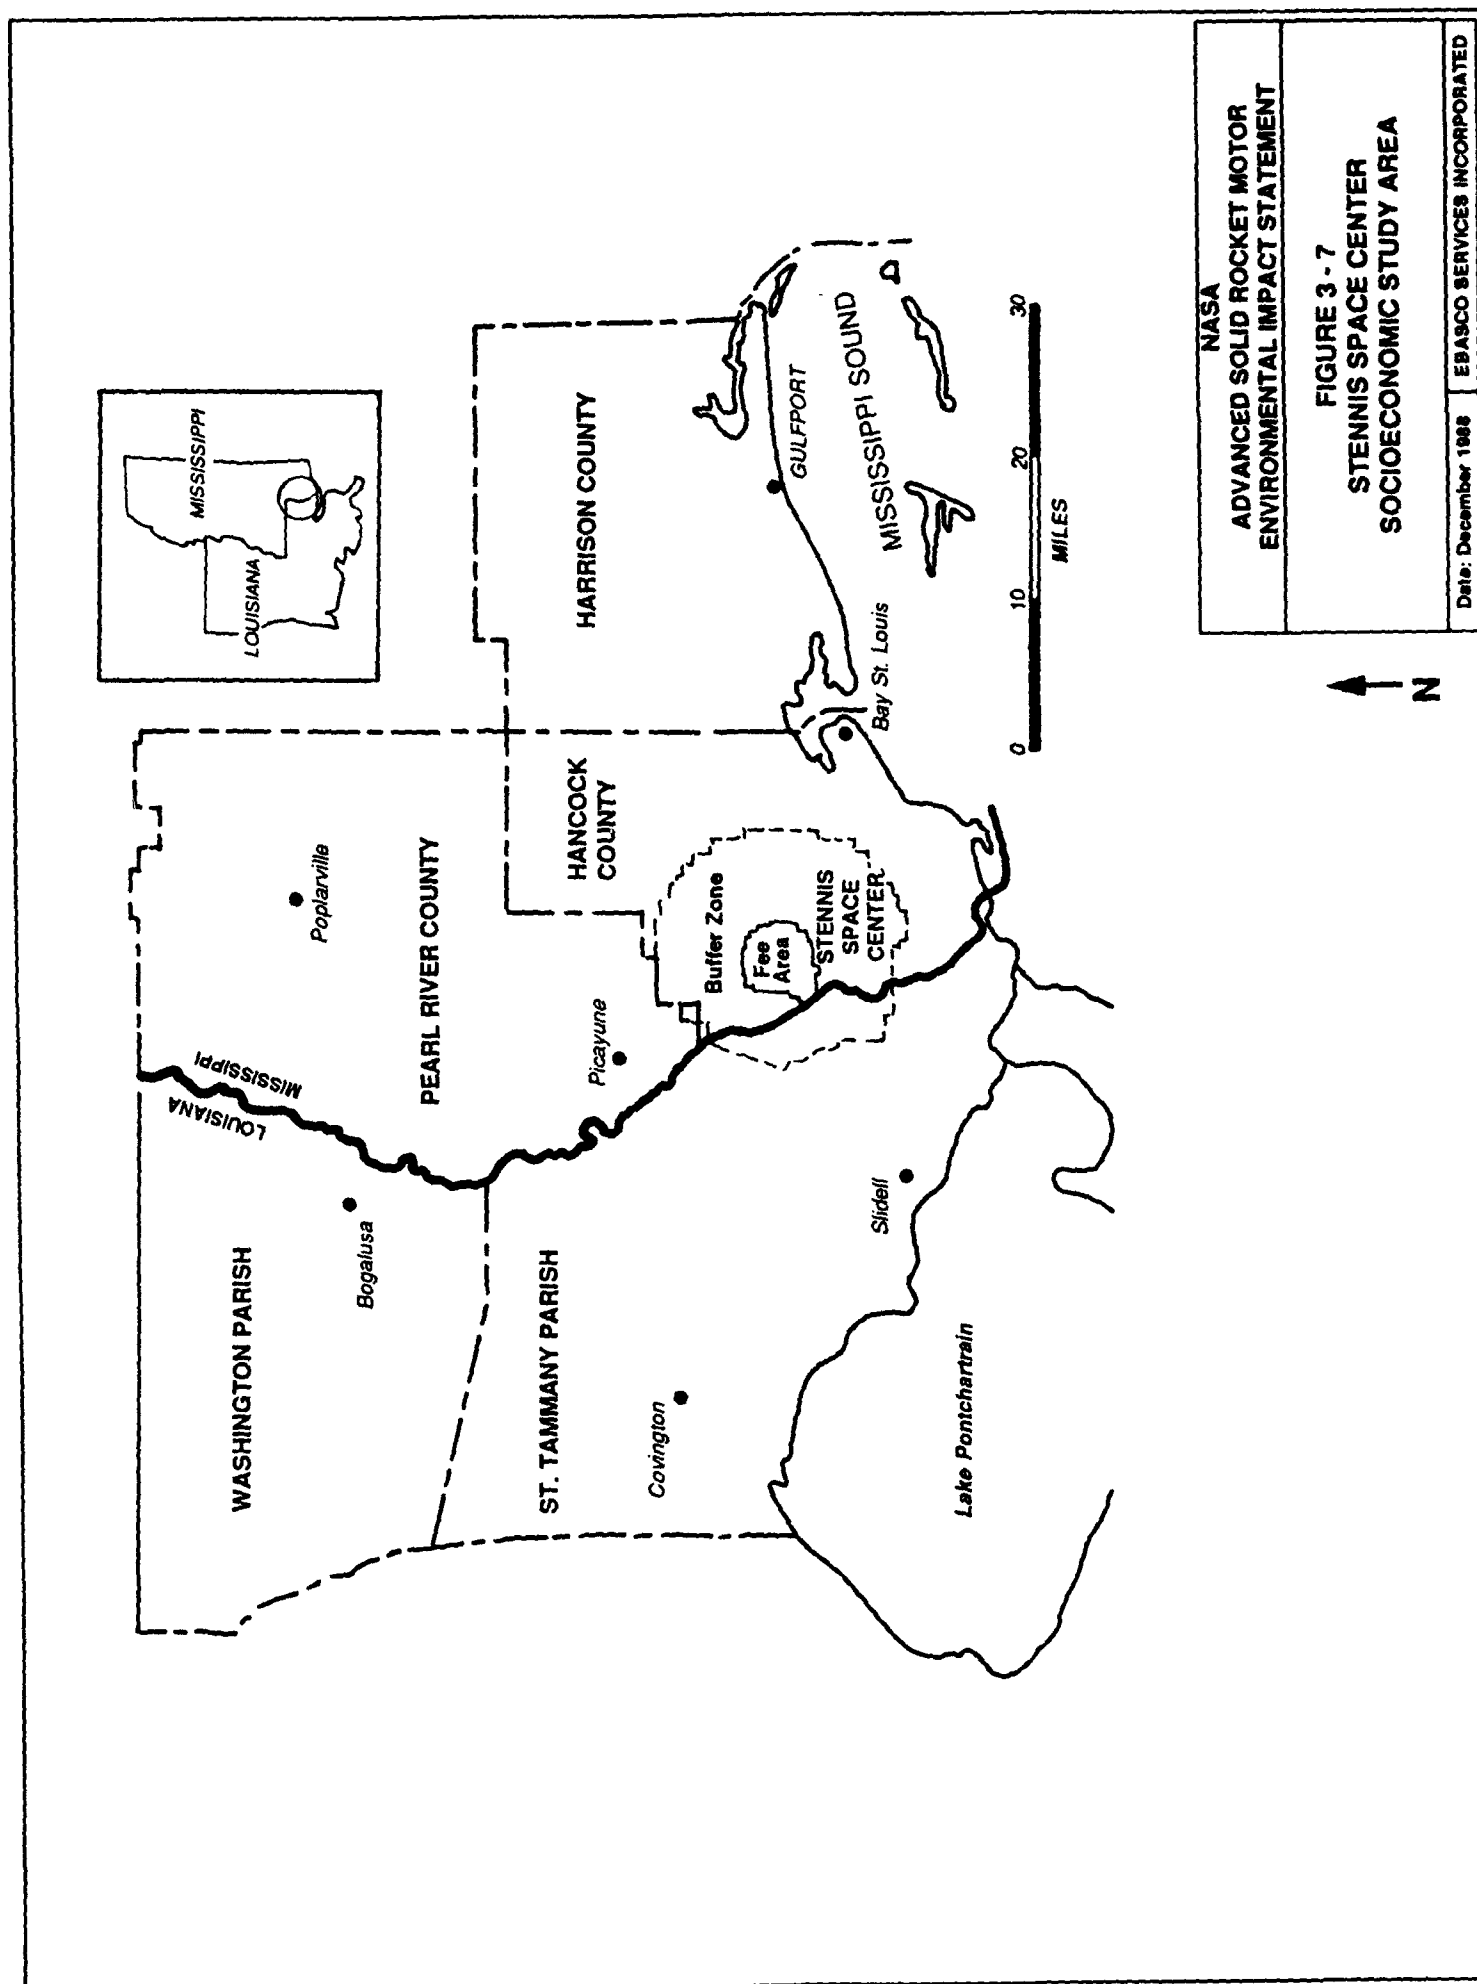 LOUISIANA
MISSISSIPPI
WASHINGTON PARISH
LOUISIANA
MISSISSIPPI
Bogalusa
Poplarville
PEARL RIVER COUNTY
ST. TAMMANY PARISH
Picayune
HANCOCK
COUNTY
HARRISON COUNTY
Covington
Buffer Zone
Fee
Area
STENNIS
SPACE
CENTER
GULFPORT
Slidell
Bay St. Louis
MISSISSIPPI SOUND
Lake Pontchartrain
0 10 20 30
MILES
NASA
ADVANCED SOLID ROCKET MOTOR
ENVIRONMENTAL IMPACT STATEMENT
FIGURE 3 - 7
STENNIS SPACE CENTER
SOCIOECONOMIC STUDY AREA
N
Date: December 1988 EBASCO SERVICES INCORPORATED